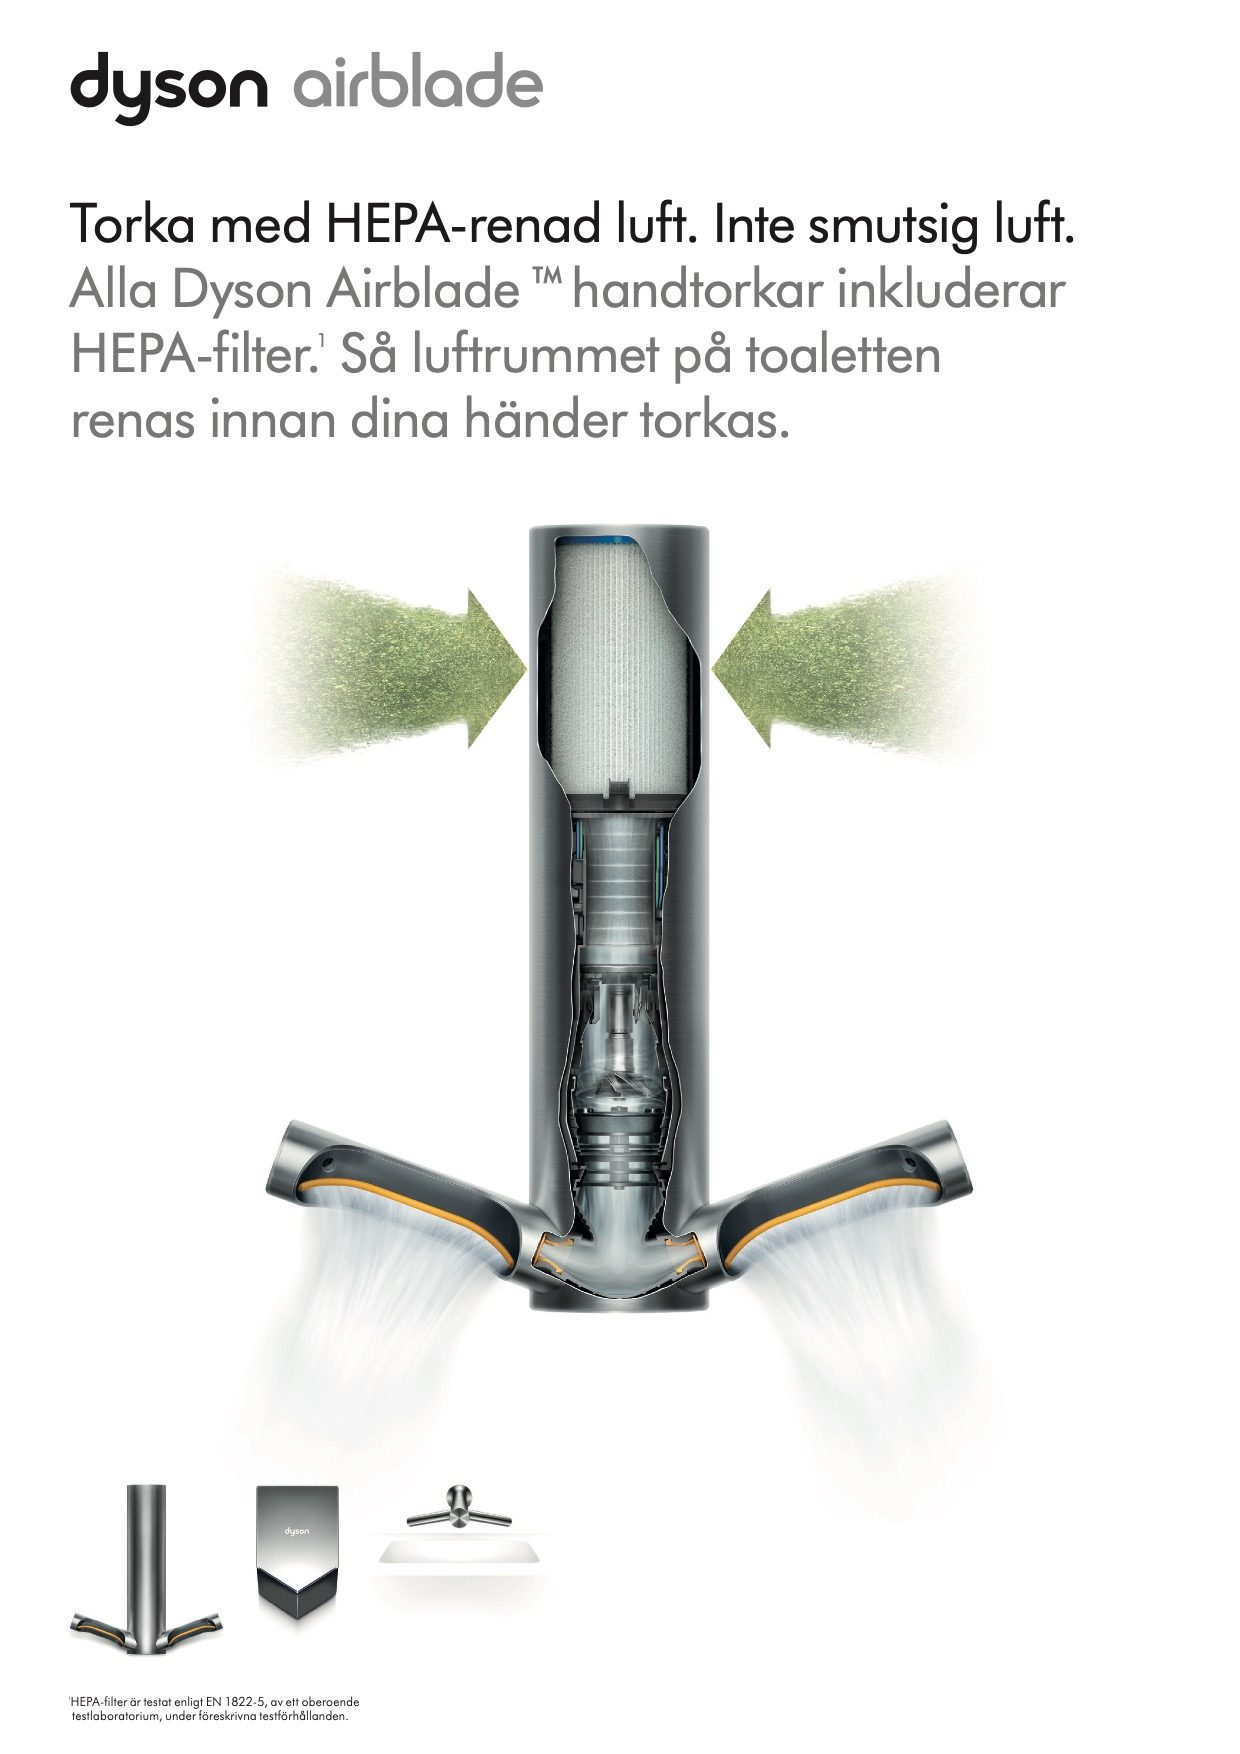 dyson airblade
Torka med HEPA-renad luft. Inte smutsig luft.
Alla Dyson Airblade ™ handtorkar inkluderar
HEPA-filter.¹ Så luftrummet på toaletten
renas innan dina händer torkas.
dyson
¹HEPA-filter är testat enligt EN 1822-5, av ett oberoende
testlaboratorium, under föreskrivna testförhållanden.